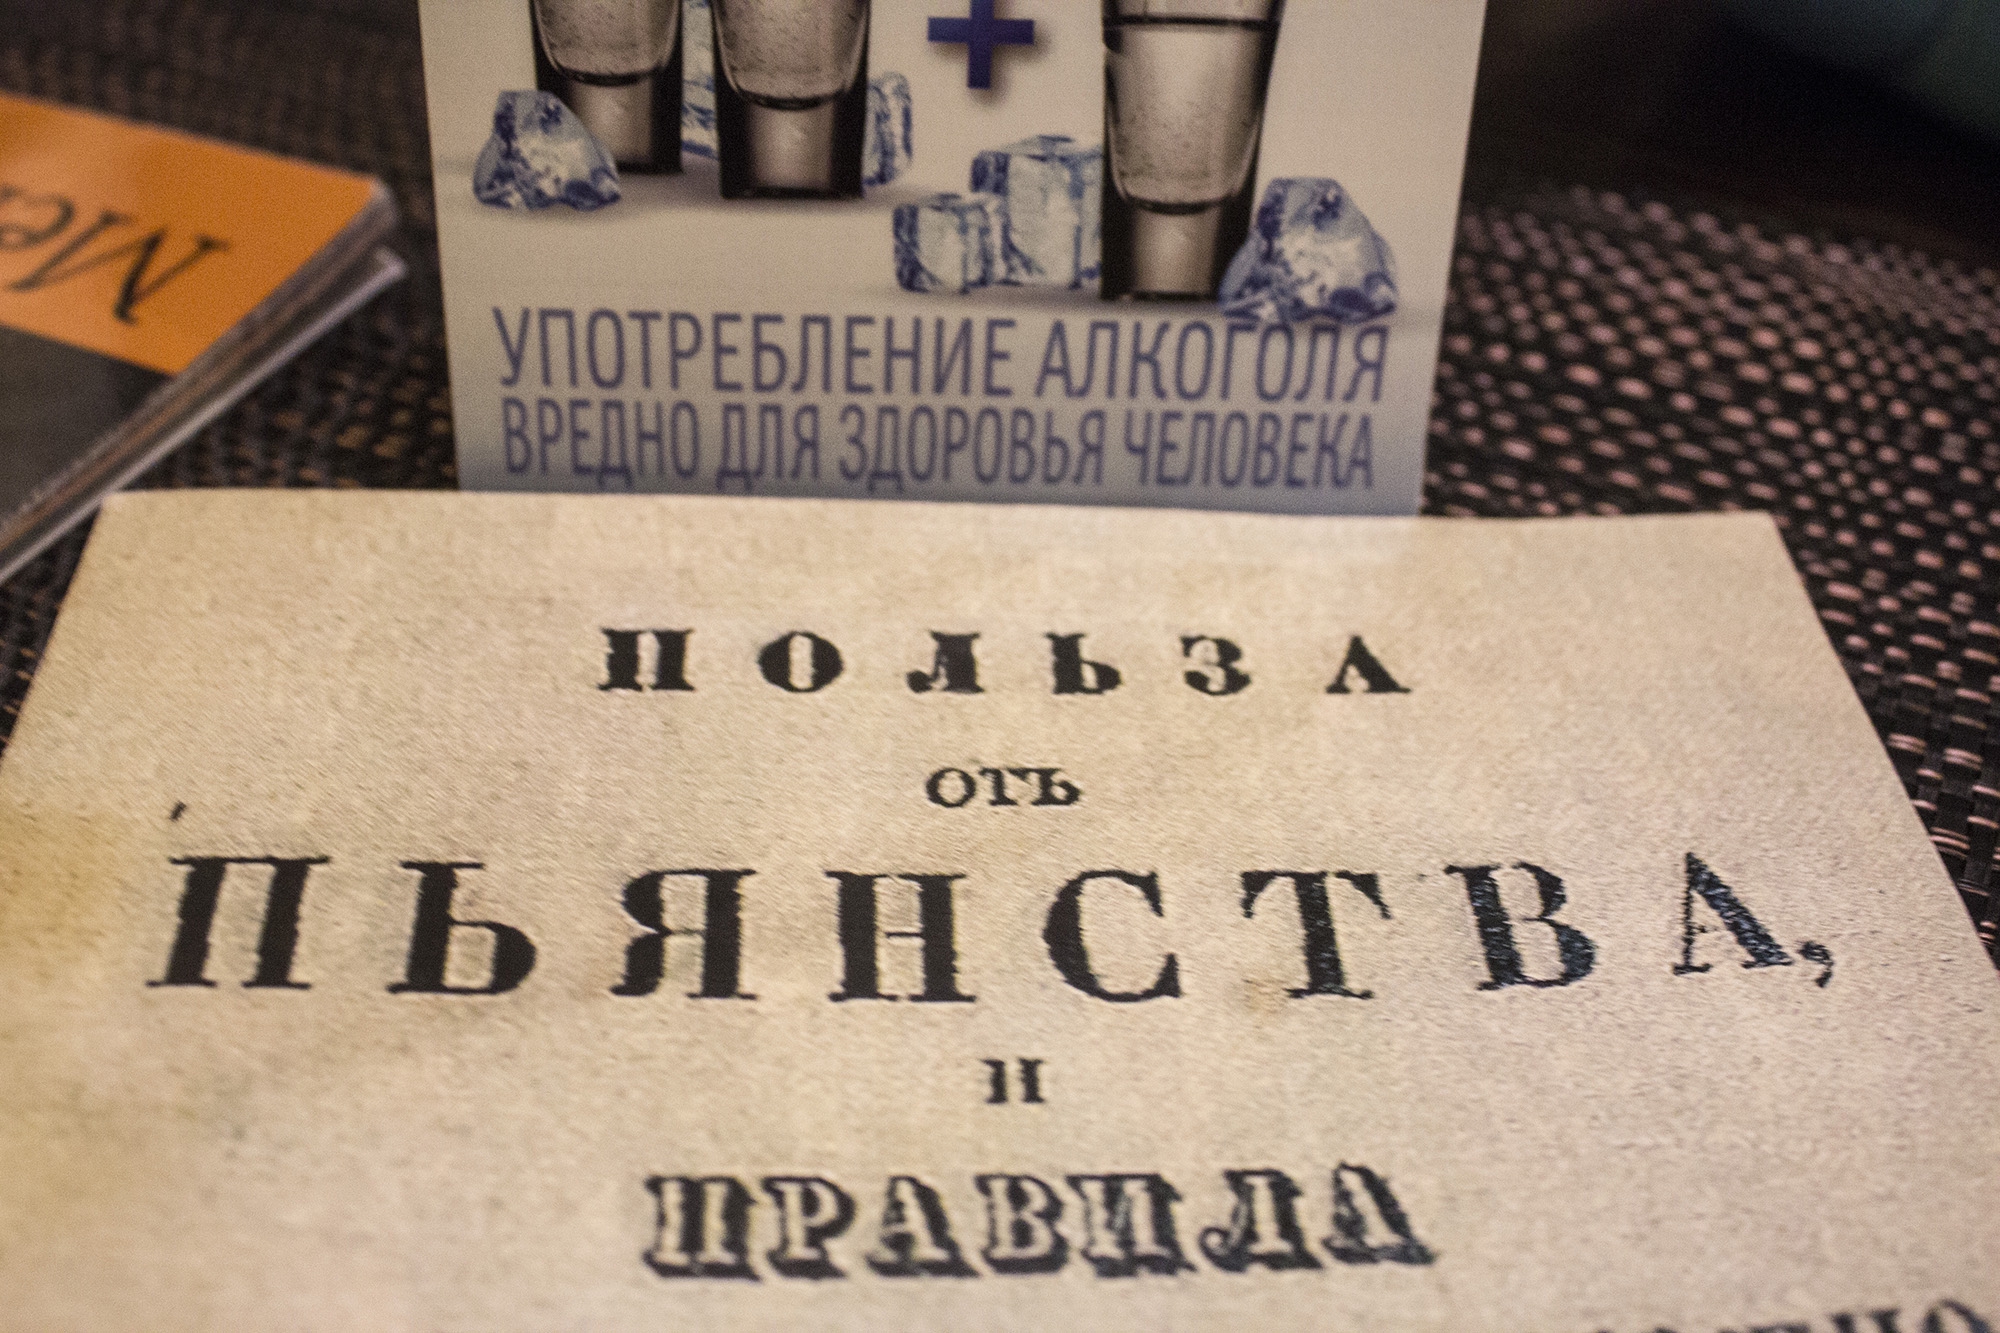 +
УПОТРЕБЛЕНИЕ АЛКОГОЛЯ
ВРЕДНО ДЛЯ ЗДОРОВЬЯ ЧЕЛОВЕКА
ПОЛЬЗА
отъ
ПЬЯНСТВА,
и
ПРАВИЛА